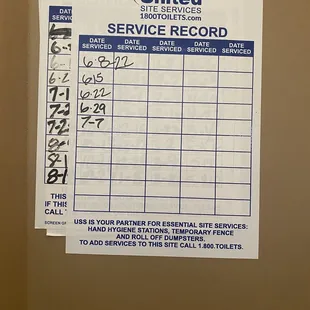 United
SITE SERVICES
1800TOILETS.com
SERVICE RECORD
DATE SERVICED DATE SERVICED DATE SERVICED DATE SERVICED DATE SERVICED
6-8-22
6/15
6-22
6-29
7-7
USS IS YOUR PARTNER FOR ESSENTIAL SITE SERVICES:
HAND HYGIENE STATIONS, TEMPORARY FENCE
AND ROLL OFF DUMPSTERS.
TO ADD SERVICES TO THIS SITE CALL 1.800.TOILETS.
DA
SERV
6-
6-
7-1
7-2
8-1
THIS
IF THIS
CALL